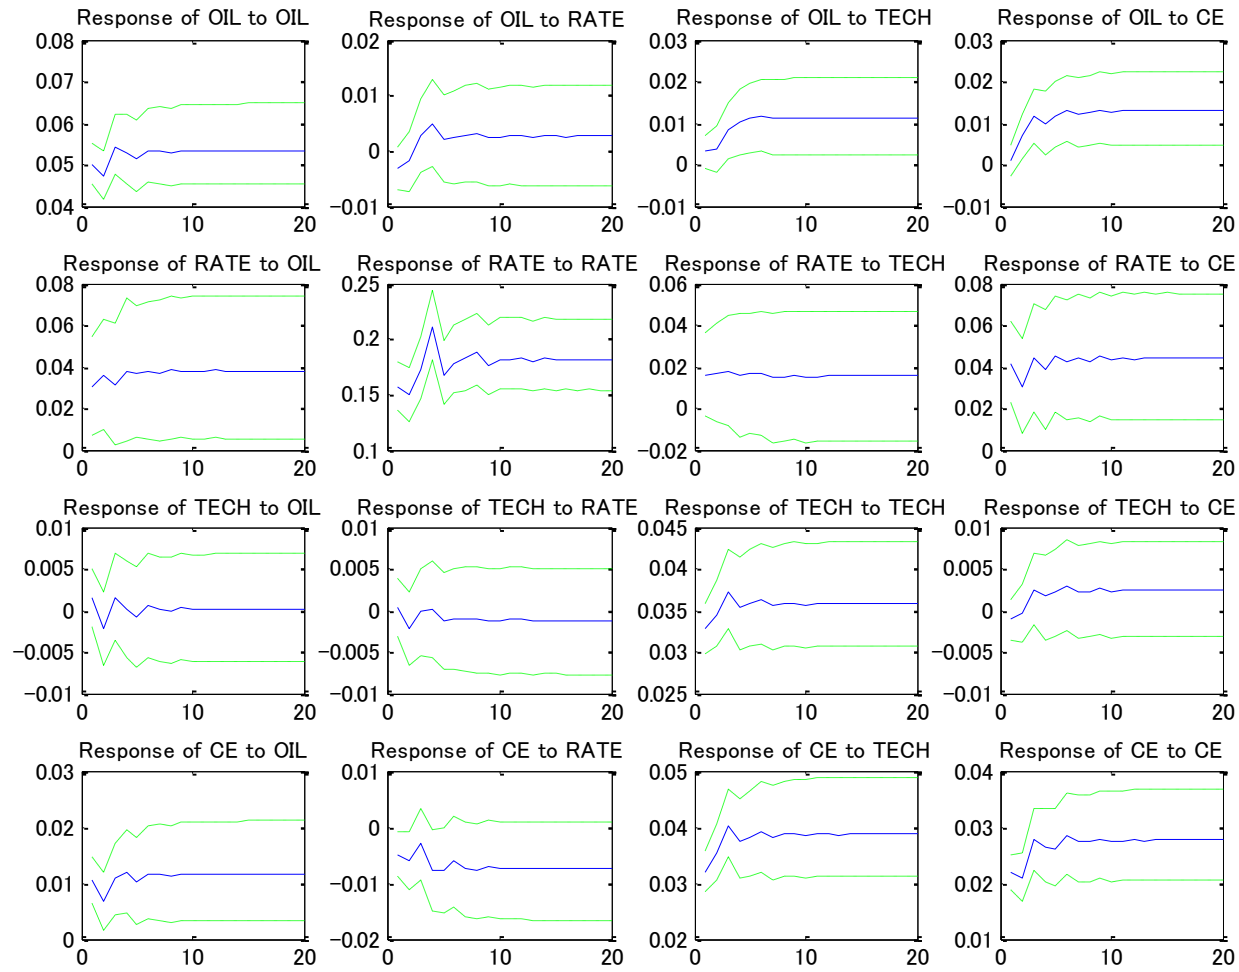 Response of OIL to OIL
Response of OIL to RATE
Response of OIL to TECH
Response of OIL to CE
0.08
0.07
0.06
0.05
0.04
0 10 20
0.02
0.01
0
−0.01
0 10 20
0.03
0.02
0.01
0
−0.01
0 10 20
0.03
0.02
0.01
0
−0.01
0 10 20
Response of RATE to OIL
Response of RATE to RATE
Response of RATE to TECH
Response of RATE to CE
0.08
0.06
0.04
0.02
0
0 10 20
0.25
0.2
0.15
0.1
0 10 20
0.06
0.04
0.02
0
−0.02
0 10 20
0.08
0.06
0.04
0.02
0
0 10 20
Response of TECH to OIL
Response of TECH to RATE
Response of TECH to TECH
Response of TECH to CE
0.01
0.005
0
−0.005
−0.01
0 10 20
0.01
0.005
0
−0.005
−0.01
0 10 20
0.045
0.04
0.035
0.03
0.025
0 10 20
0.01
0.005
0
−0.005
−0.01
0 10 20
Response of CE to OIL
Response of CE to RATE
Response of CE to TECH
Response of CE to CE
0.03
0.02
0.01
0
0 10 20
0.01
0
−0.01
−0.02
0 10 20
0.05
0.04
0.03
0.02
0 10 20
0.04
0.03
0.02
0.01
0 10 20